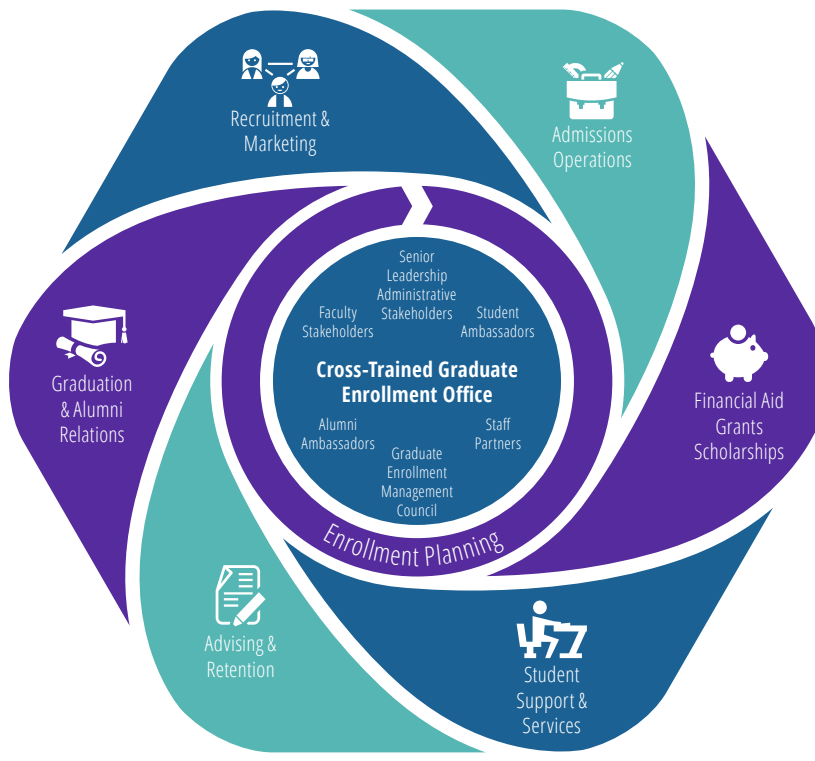 Recruitment &
Marketing
Admissions
Operations
Financial Aid
Grants
Scholarships
Student
Support &
Services
Advising &
Retention
Graduation
& Alumni
Relations
Senior
Leadership
Administrative
Stakeholders
Faculty
Stakeholders
Student
Ambassadors
Cross-Trained Graduate
Enrollment Office
Alumni
Ambassadors
Staff
Partners
Graduate
Enrollment
Management
Council
Enrollment Planning